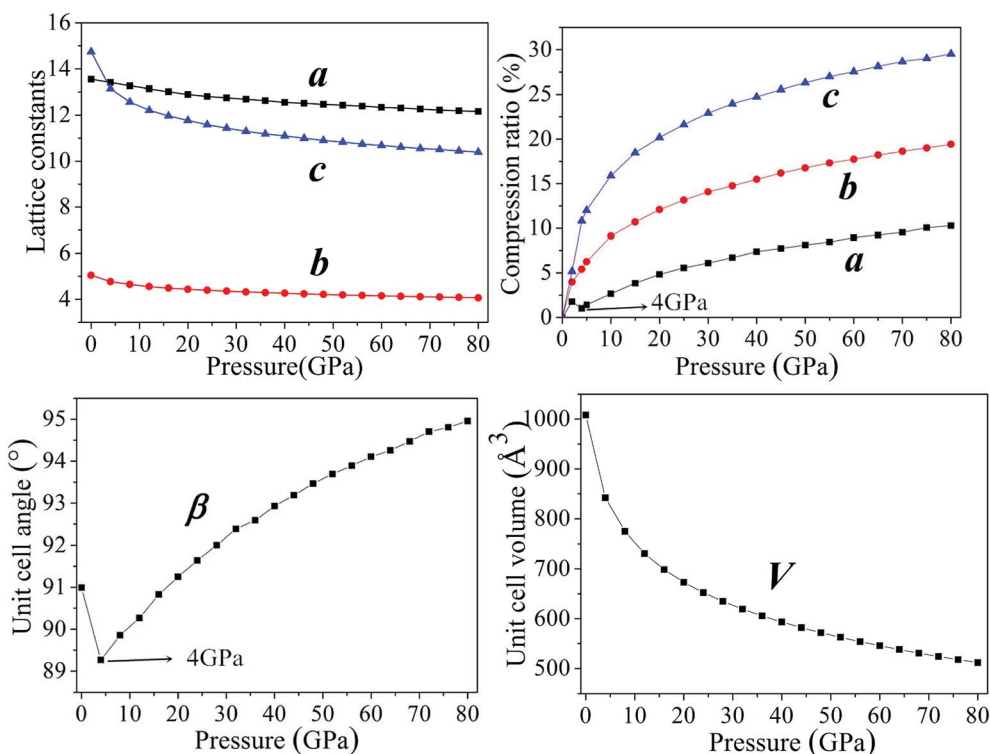 16
14
12
10
8
6
4
Lattice constants
a
c
b
0 10 20 30 40 50 60 70 80
Pressure(GPa)
30
25
20
15
10
5
0
Compression ratio (%)
c
b
a
4GPa
0 10 20 30 40 50 60 70 80
Pressure (GPa)
95
94
93
92
91
90
89
Unit cell angle (°)
β
4GPa
0 10 20 30 40 50 60 70 80
Pressure (GPa)
1000
900
800
700
600
500
Unit cell volume (Å³)
V
0 10 20 30 40 50 60 70 80
Pressure (GPa)